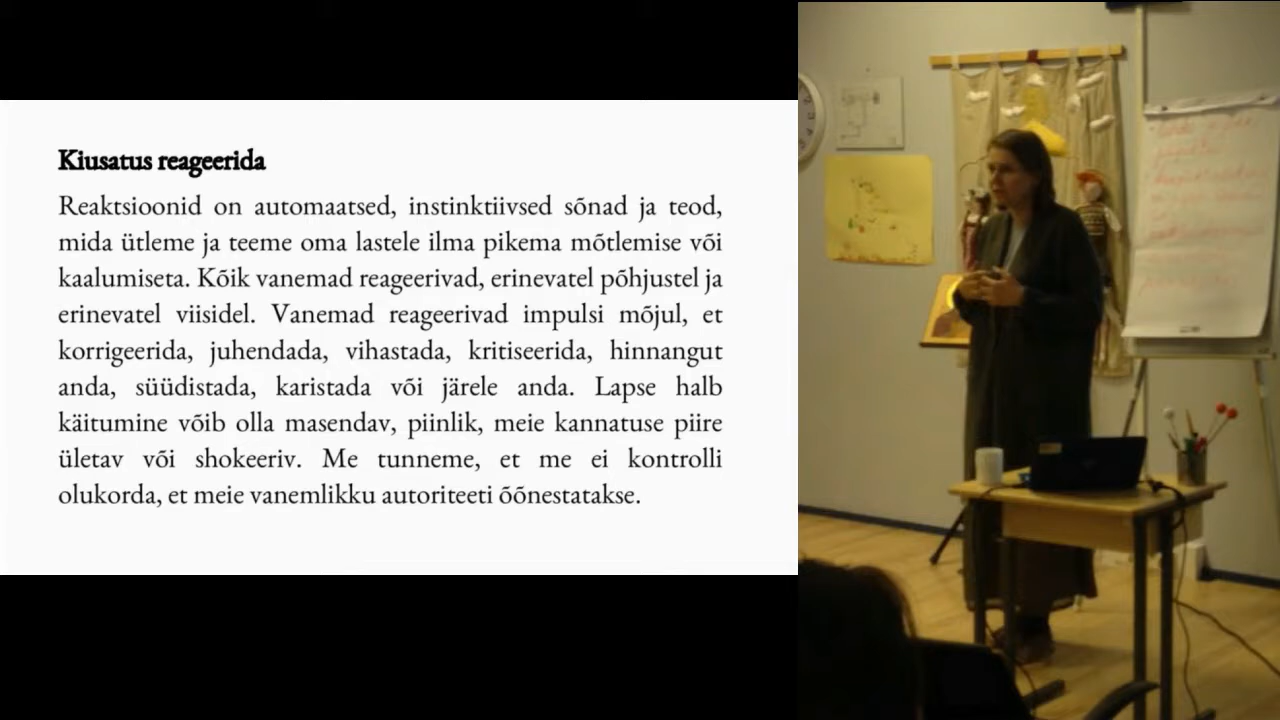 Kiusatus reageerida
Reaktsioonid on automaatsed, instinktiivsed sõnad ja teod,
mida ütleme ja teeme oma lastele ilma pikema mõtlemise või
kaalumiseta. Kõik vanemad reageerivad, erinevatel põhjustel ja
erinevatel viisidel. Vanemad reageerivad impulsi mõjul, et
korrigeerida, juhendada, vihastada, kritiseerida, hinnangut
anda, süüdistada, karistada või järele anda. Lapse halb
käitumine võib olla masendav, piinlik, meie kannatuse piire
ületav või shokeeriv. Me tunneme, et me ei kontrolli
olukorda, et meie vanemlikku autoriteeti õõnestatakse.